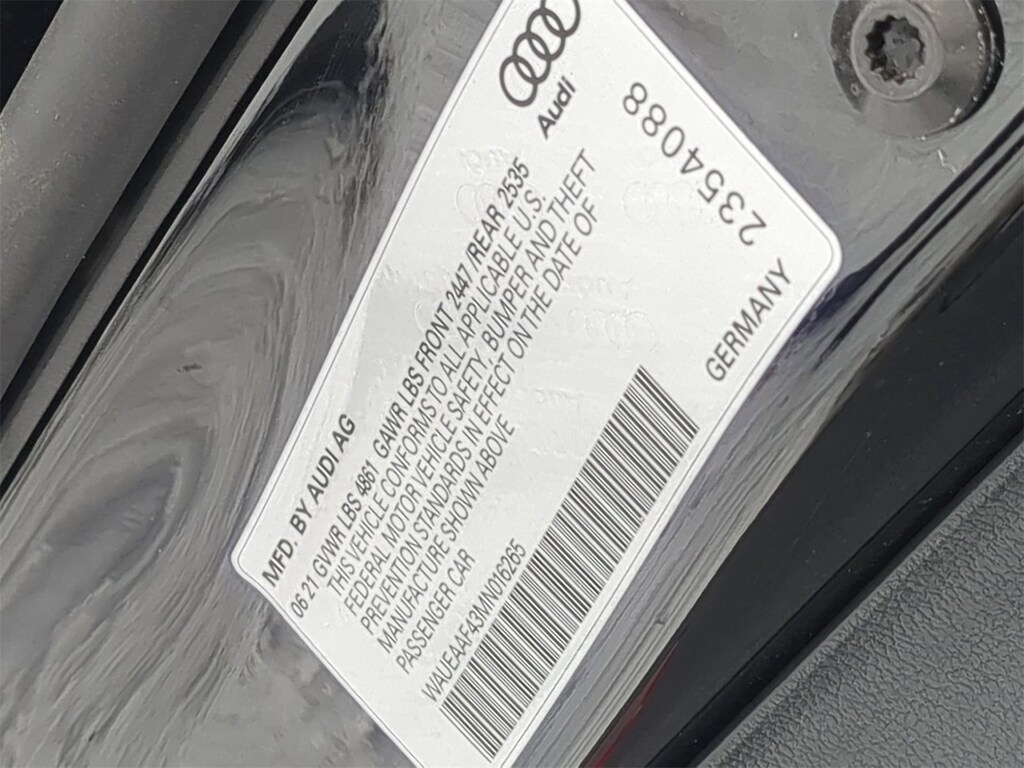 Audi
MFD. BY AUDI AG
06 21 GVWR LBS 4861 GAWR LBS FRONT 2447 /REAR 2535
THIS VEHICLE CONFORMS TO ALL APPLICABLE U.S.
FEDERAL MOTOR VEHICLE SAFETY, BUMPER AND THEFT
PREVENTION STANDARDS IN EFFECT ON THE DATE OF
MANUFACTURE SHOWN ABOVE
PASSENGER CAR
WAUEAAF43MN016265
GERMANY
2354088